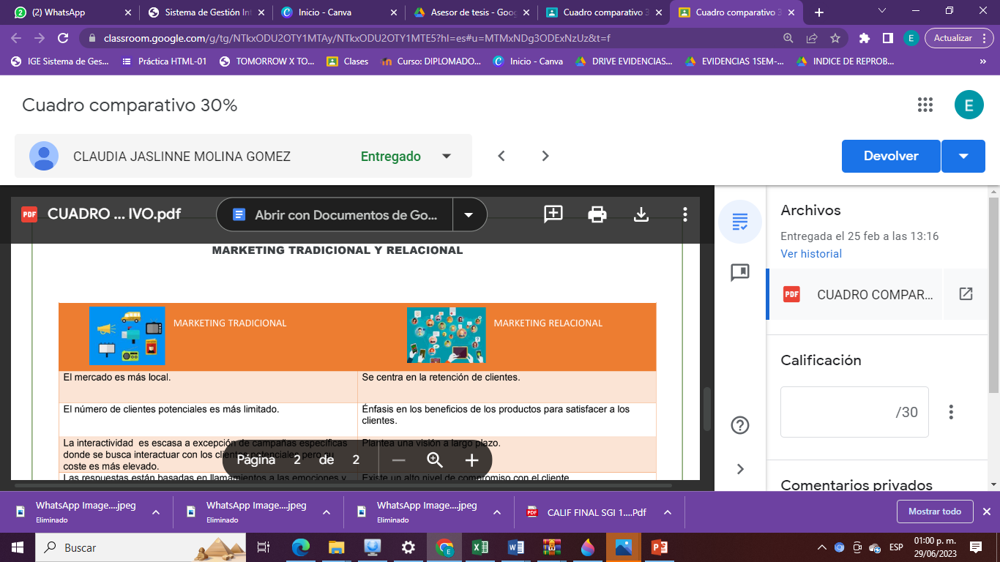 (2) WhatsApp
Sistema de Gestión Int
Inicio - Canva
Asesor de tesis - Goog
Cuadro comparativo 3
Cuadro comparativo 3
classroom.google.com/g/tg/NTkxODU2OTY1MTAy/NTkxODU2OTY1MTE5?hl=es#u=MTMxNDg3ODExNzUz&t=f
E
Actualizar
IGE Sistema de Ges...
Práctica HTML-01
TOMORROW X TO...
Clases
Curso: DIPLOMADO...
Inicio - Canva
DRIVE EVIDENCIAS...
EVIDENCIAS 1SEM-...
INDICE DE REPROB...
»
Cuadro comparativo 30%
E
CLAUDIA JASLINNE MOLINA GOMEZ
Entregado
Devolver
PDF
CUADRO ... IVO.pdf
Abrir con Documentos de Go...
MARKETING TRADICIONAL Y RELACIONAL
MARKETING TRADICIONAL
MARKETING RELACIONAL
El mercado es más local.
Se centra en la retención de clientes.
El número de clientes potenciales es más limitado.
Énfasis en los beneficios de los productos para satisfacer a los
clientes.
La interactividad es escasa a excepción de campañas específicas
donde se busca interactuar con los clientes potenciales pero su
coste es más elevado.
Plantea una visión a largo plazo.
Las respuestas están basadas en llamamientos a las emociones y
Existe un alto nivel de compromiso con el cliente
Página 2 de 2
Archivos
Entregada el 25 feb a las 13:16
Ver historial
PDF
CUADRO COMPAR...
Calificación
/30
Comentarios privados
WhatsApp Image....jpeg
Eliminado
WhatsApp Image....jpeg
Eliminado
WhatsApp Image....jpeg
Eliminado
PDF
CALIF FINAL SGI 1....Pdf
Mostrar todo
Buscar
ESP
01:00 p. m.
29/06/2023